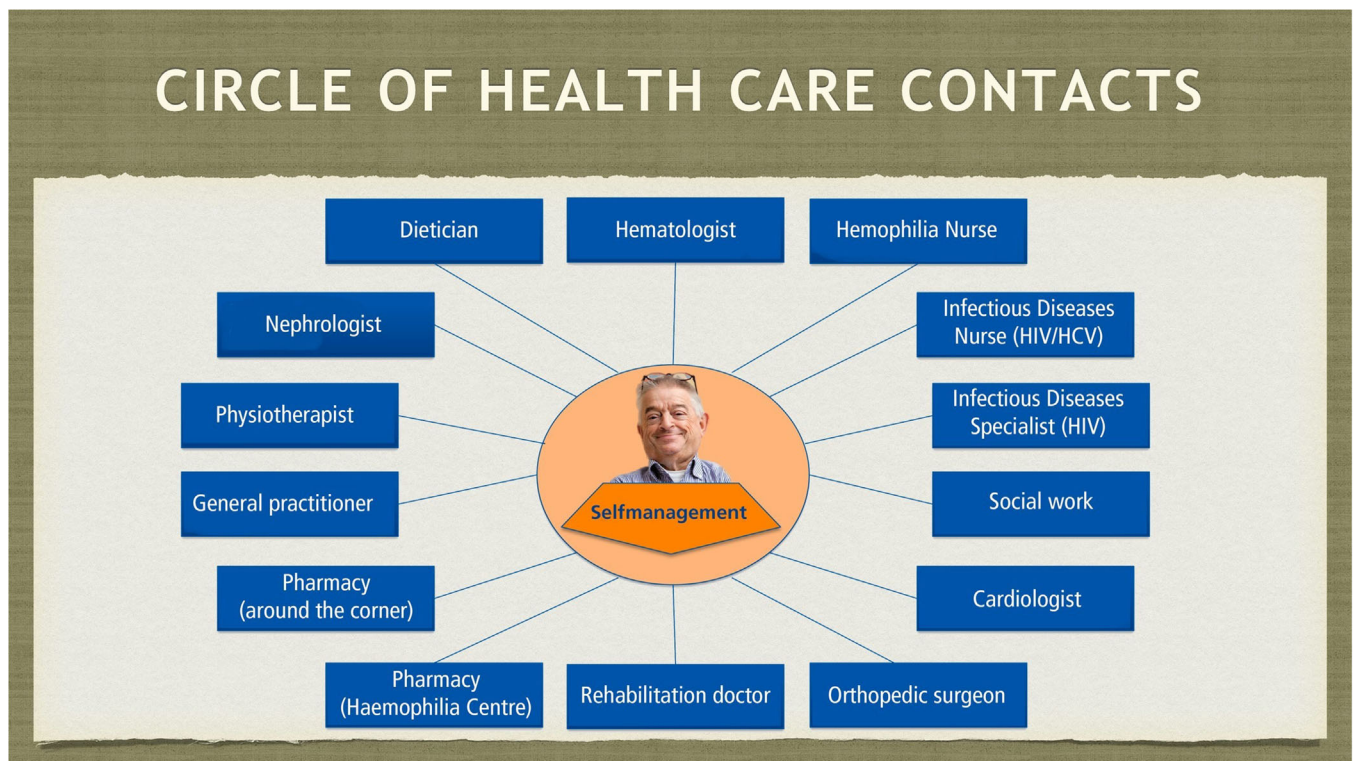 CIRCLE OF HEALTH CARE CONTACTS
Dietician
Hematologist
Hemophilia Nurse
Nephrologist
Infectious Diseases
Nurse (HIV/HCV)
Physiotherapist
Infectious Diseases
Specialist (HIV)
General practitioner
Selfmanagement
Social work
Pharmacy
(around the corner)
Cardiologist
Pharmacy
(Haemophilia Centre)
Rehabilitation doctor
Orthopedic surgeon